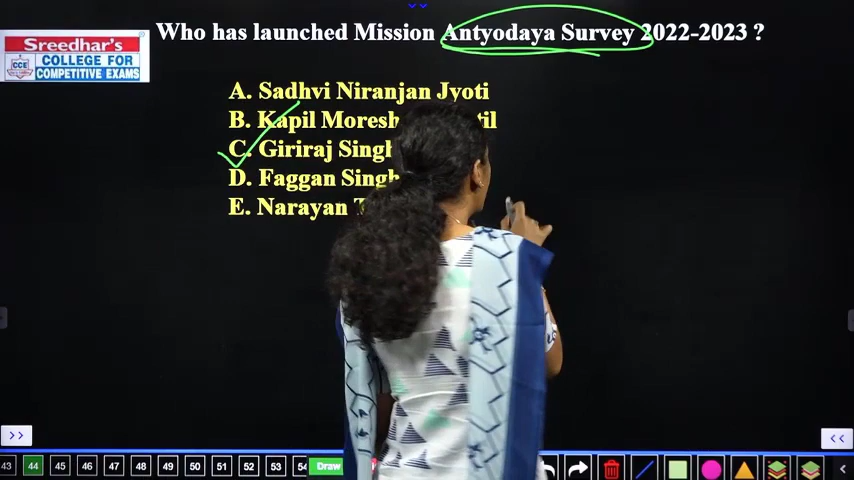 Who has launched Mission Antyodaya Survey 2022-2023 ?
Sreedhar's
CCE
COLLEGE FOR
COMPETITIVE EXAMS
A. Sadhvi Niranjan Jyoti
B. Kapil
C. Giriraj Singh
D. Faggan Singh
E. Narayan
>>
<<
43 44 45 46 47 48 49 50 51 52 53 54 Draw